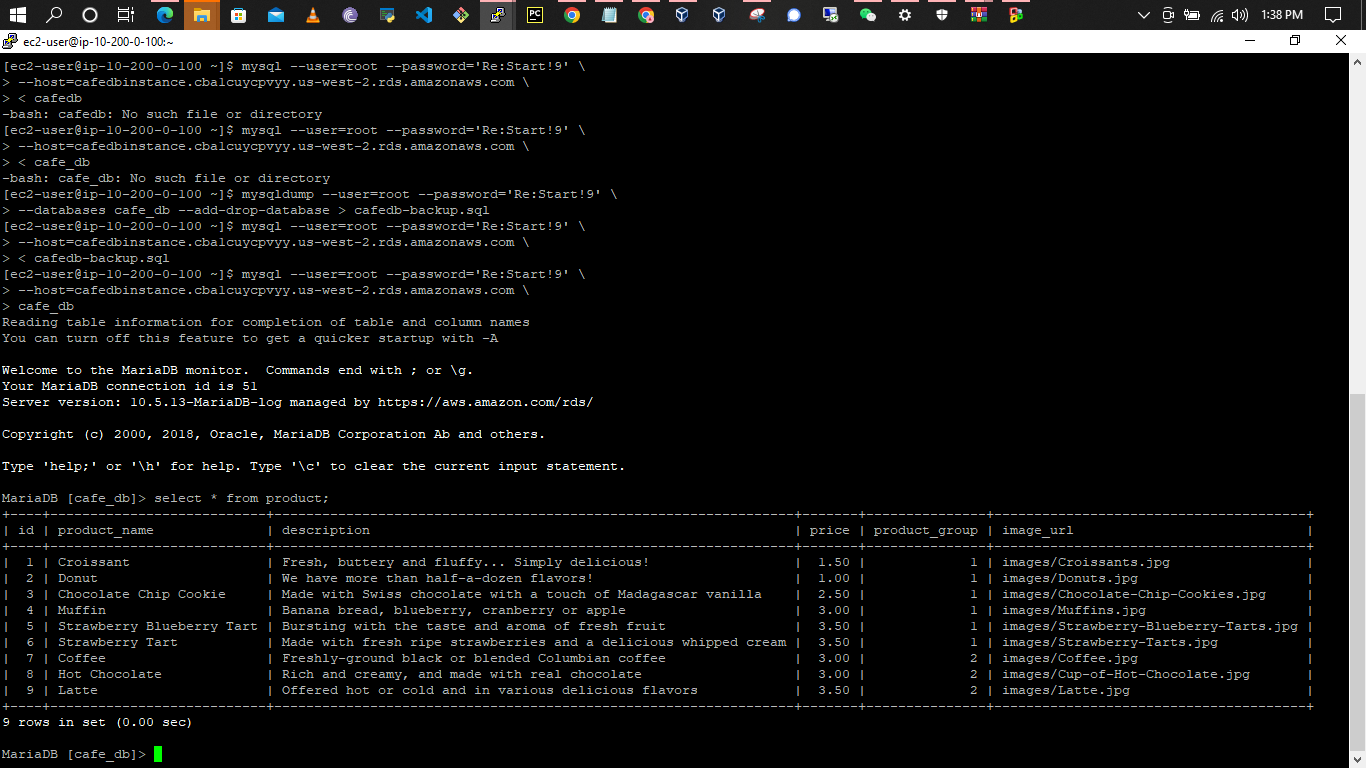 1:38 PM
ec2-user@ip-10-200-0-100:~
[ec2-user@ip-10-200-0-100 ~]$ mysql --user=root --password='Re:Start!9' \
> --host=cafedbinstance.cbalcuycpvyy.us-west-2.rds.amazonaws.com \
> < cafedb
-bash: cafedb: No such file or directory
[ec2-user@ip-10-200-0-100 ~]$ mysql --user=root --password='Re:Start!9' \
> --host=cafedbinstance.cbalcuycpvyy.us-west-2.rds.amazonaws.com \
> < cafe_db
-bash: cafe_db: No such file or directory
[ec2-user@ip-10-200-0-100 ~]$ mysqldump --user=root --password='Re:Start!9' \
> --databases cafe_db --add-drop-database > cafedb-backup.sql
[ec2-user@ip-10-200-0-100 ~]$ mysql --user=root --password='Re:Start!9' \
> --host=cafedbinstance.cbalcuycpvyy.us-west-2.rds.amazonaws.com \
> < cafedb-backup.sql
[ec2-user@ip-10-200-0-100 ~]$ mysql --user=root --password='Re:Start!9' \
> --host=cafedbinstance.cbalcuycpvyy.us-west-2.rds.amazonaws.com \
> cafe_db
Reading table information for completion of table and column names
You can turn off this feature to get a quicker startup with -A
Welcome to the MariaDB monitor.  Commands end with ; or \g.
Your MariaDB connection id is 51
Server version: 10.5.13-MariaDB-log managed by https://aws.amazon.com/rds/
Copyright (c) 2000, 2018, Oracle, MariaDB Corporation Ab and others.
Type 'help;' or '\h' for help. Type '\c' to clear the current input statement.
MariaDB [cafe_db]> select * from product;
| id | product_name | description | price | product_group | image_url |
| 1 | Croissant | Fresh, buttery and fluffy... Simply delicious! | 1.50 | 1 | images/Croissants.jpg |
| 2 | Donut | We have more than half-a-dozen flavors! | 1.00 | 1 | images/Donuts.jpg |
| 3 | Chocolate Chip Cookie | Made with Swiss chocolate with a touch of Madagascar vanilla | 2.50 | 1 | images/Chocolate-Chip-Cookies.jpg |
| 4 | Muffin | Banana bread, blueberry, cranberry or apple | 3.00 | 1 | images/Muffins.jpg |
| 5 | Strawberry Blueberry Tart | Bursting with the taste and aroma of fresh fruit | 3.50 | 1 | images/Strawberry-Blueberry-Tarts.jpg |
| 6 | Strawberry Tart | Made with fresh ripe strawberries and a delicious whipped cream | 3.50 | 1 | images/Strawberry-Tarts.jpg |
| 7 | Coffee | Freshly-ground black or blended Columbian coffee | 3.00 | 2 | images/Coffee.jpg |
| 8 | Hot Chocolate | Rich and creamy, and made with real chocolate | 3.00 | 2 | images/Cup-of-Hot-Chocolate.jpg |
| 9 | Latte | Offered hot or cold and in various delicious flavors | 3.50 | 2 | images/Latte.jpg |
9 rows in set (0.00 sec)
MariaDB [cafe_db]>